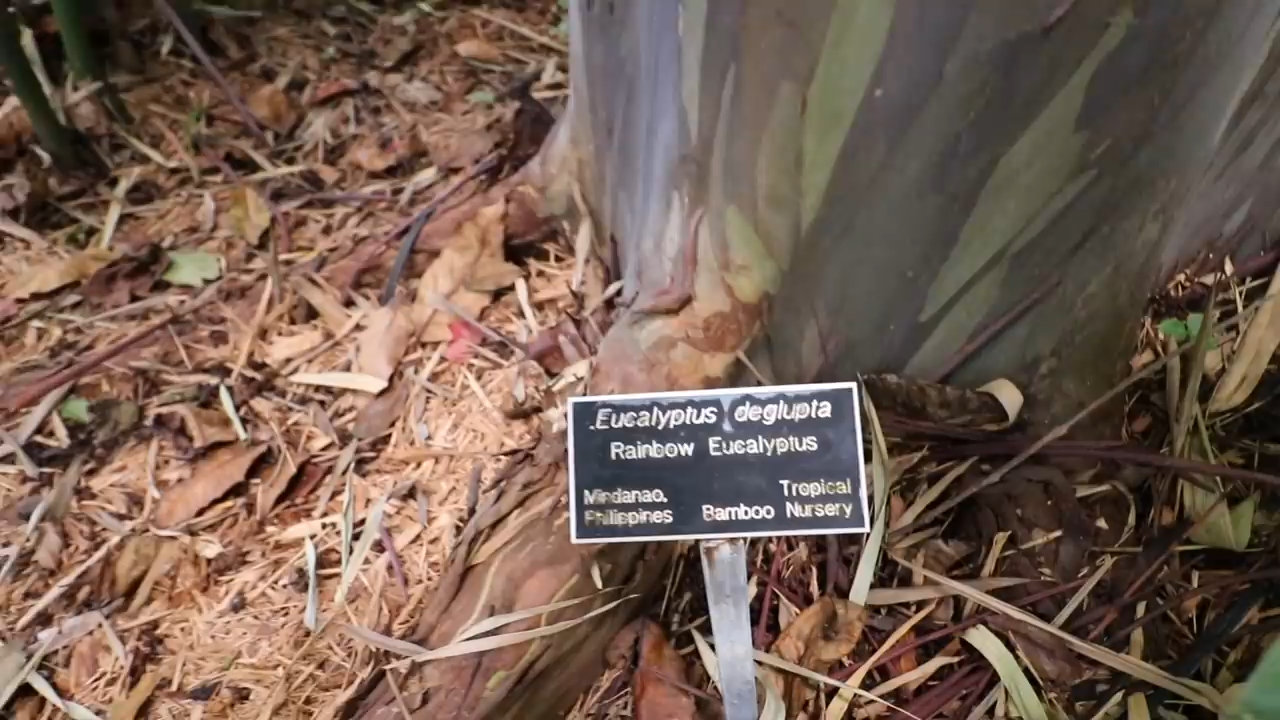 Eucalyptus deglupta
Rainbow Eucalyptus
Mindanao, Tropical
Philippines Bamboo Nursery